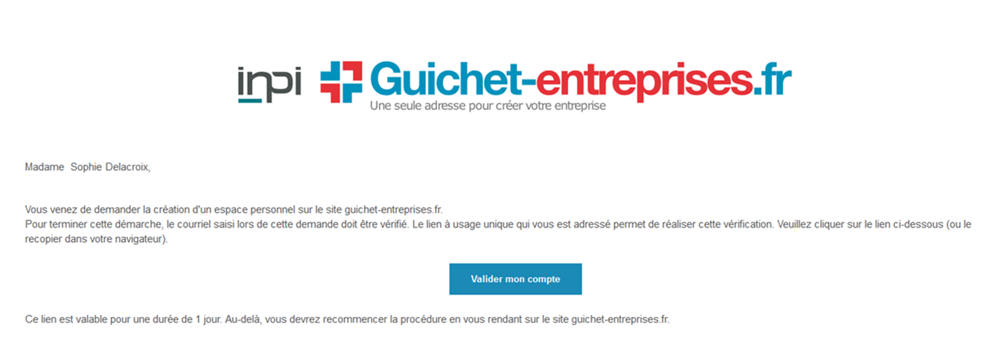 inpi Guichet-entreprises.fr
Une seule adresse pour créer votre entreprise
Madame  Sophie Delacroix,
Vous venez de demander la création d'un espace personnel sur le site guichet-entreprises.fr.
Pour terminer cette démarche, le courriel saisi lors de cette demande doit être vérifié. Le lien à usage unique qui vous est adressé permet de réaliser cette vérification. Veuillez cliquer sur le lien ci-dessous (ou le
recopier dans votre navigateur).
Valider mon compte
Ce lien est valable pour une durée de 1 jour. Au-delà, vous devrez recommencer la procédure en vous rendant sur le site guichet-entreprises.fr.